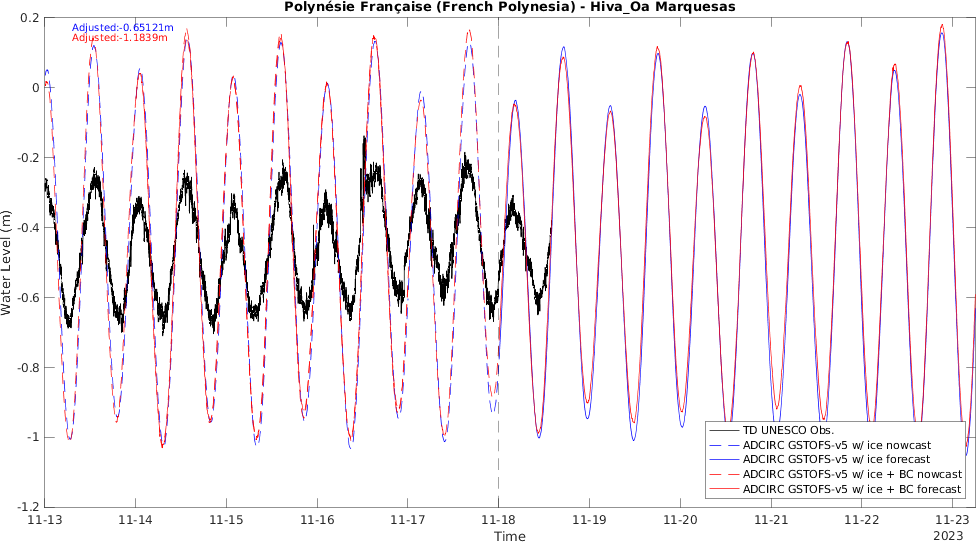 Polynésie Française (French Polynesia) - Hiva_Oa Marquesas
Adjusted:-0.65121m
Adjusted:-1.1839m
0.2
0
-0.2
-0.4
-0.6
-0.8
-1
-1.2
Water Level (m)
TD UNESCO Obs.
ADCIRC GSTOFS-v5 w/ ice nowcast
ADCIRC GSTOFS-v5 w/ ice forecast
ADCIRC GSTOFS-v5 w/ ice + BC nowcast
ADCIRC GSTOFS-v5 w/ ice + BC forecast
11-13 11-14 11-15 11-16 11-17 11-18 11-19 11-20 11-21 11-22 11-23
2023
Time